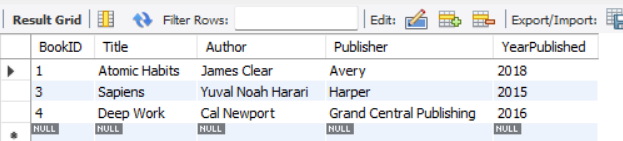 Result Grid Filter Rows: Edit: Export/Import:
BookID Title Author Publisher YearPublished
1 Atomic Habits James Clear Avery 2018
3 Sapiens Yuval Noah Harari Harper 2015
4 Deep Work Cal Newport Grand Central Publishing 2016
NULL NULL NULL NULL NULL